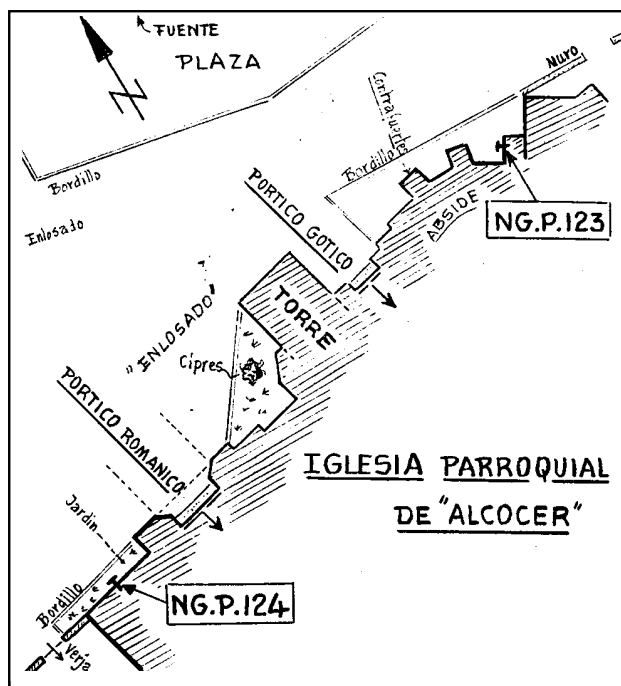 FUENTE
PLAZA
N
Muro
Contrafuertes
Bordillo
Bordillo
Enlosado
PORTICO GOTICO
ABSIDE
NG.P.123
TORRE
"ENLOSADO"
Cipres
PORTICO ROMANICO
IGLESIA PARROQUIAL
DE "ALCOCER"
Jardin
Bordillo
NG.P.124
Verja